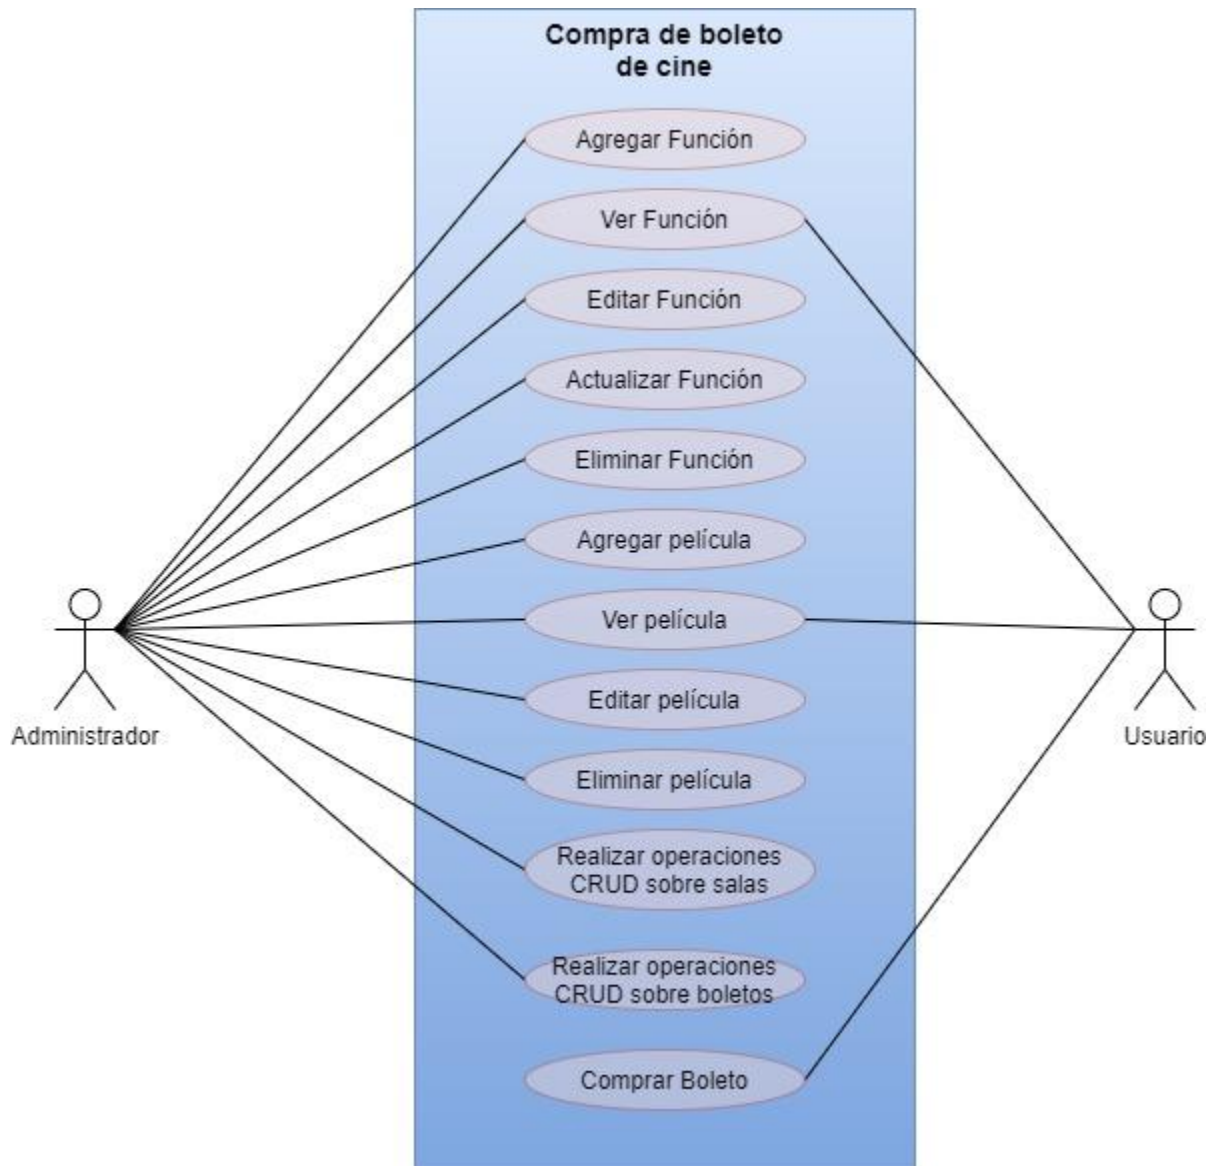 Compra de boleto
de cine
Agregar Función
Ver Función
Editar Función
Actualizar Función
Eliminar Función
Agregar película
Ver película
Editar película
Eliminar película
Realizar operaciones
CRUD sobre salas
Realizar operaciones
CRUD sobre boletos
Comprar Boleto
Administrador
Usuario